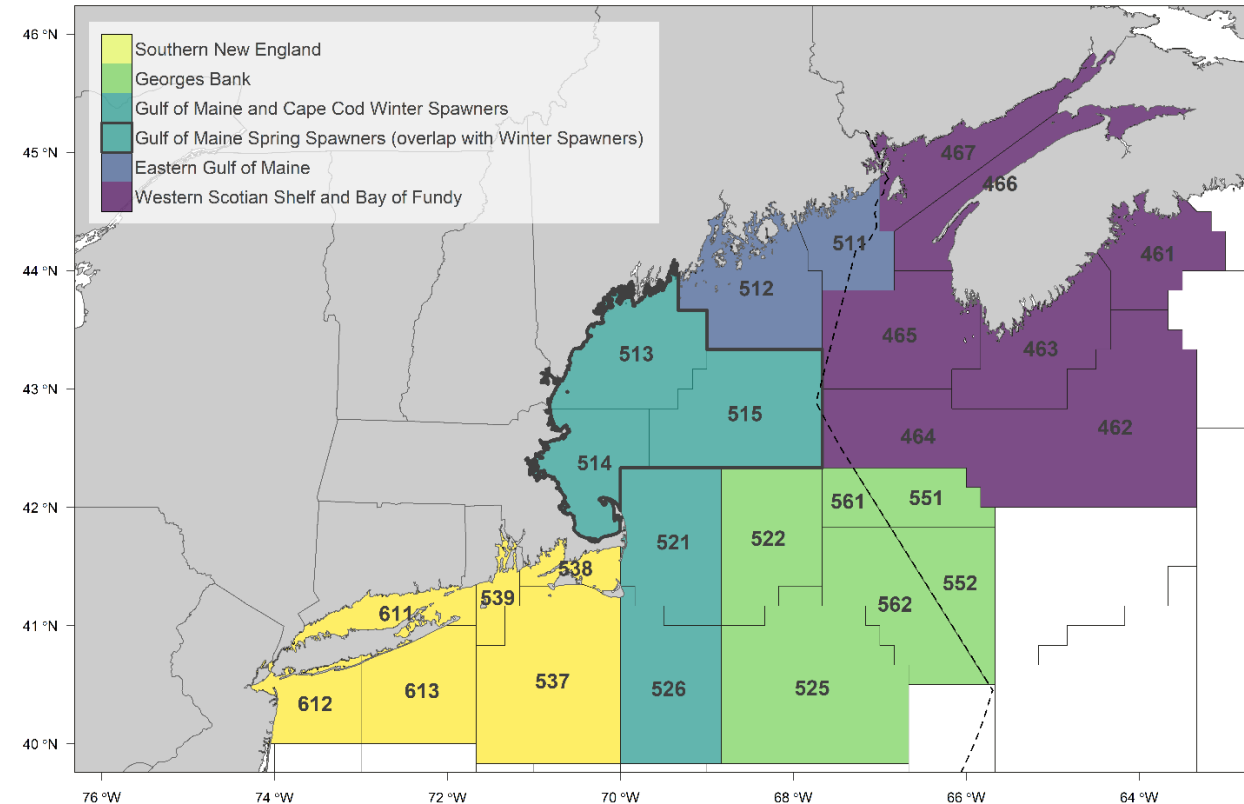 46 °N
45 °N
44 °N
43 °N
42 °N
41 °N
40 °N
Southern New England
Georges Bank
Gulf of Maine and Cape Cod Winter Spawners
Gulf of Maine Spring Spawners (overlap with Winter Spawners)
Eastern Gulf of Maine
Western Scotian Shelf and Bay of Fundy
467
466
511
461
512
465
463
513
515
464
462
514
561
551
521
522
538
552
539
611
562
537
526
525
613
612
76 °W
74 °W
72 °W
70 °W
68 °W
66 °W
64 °W